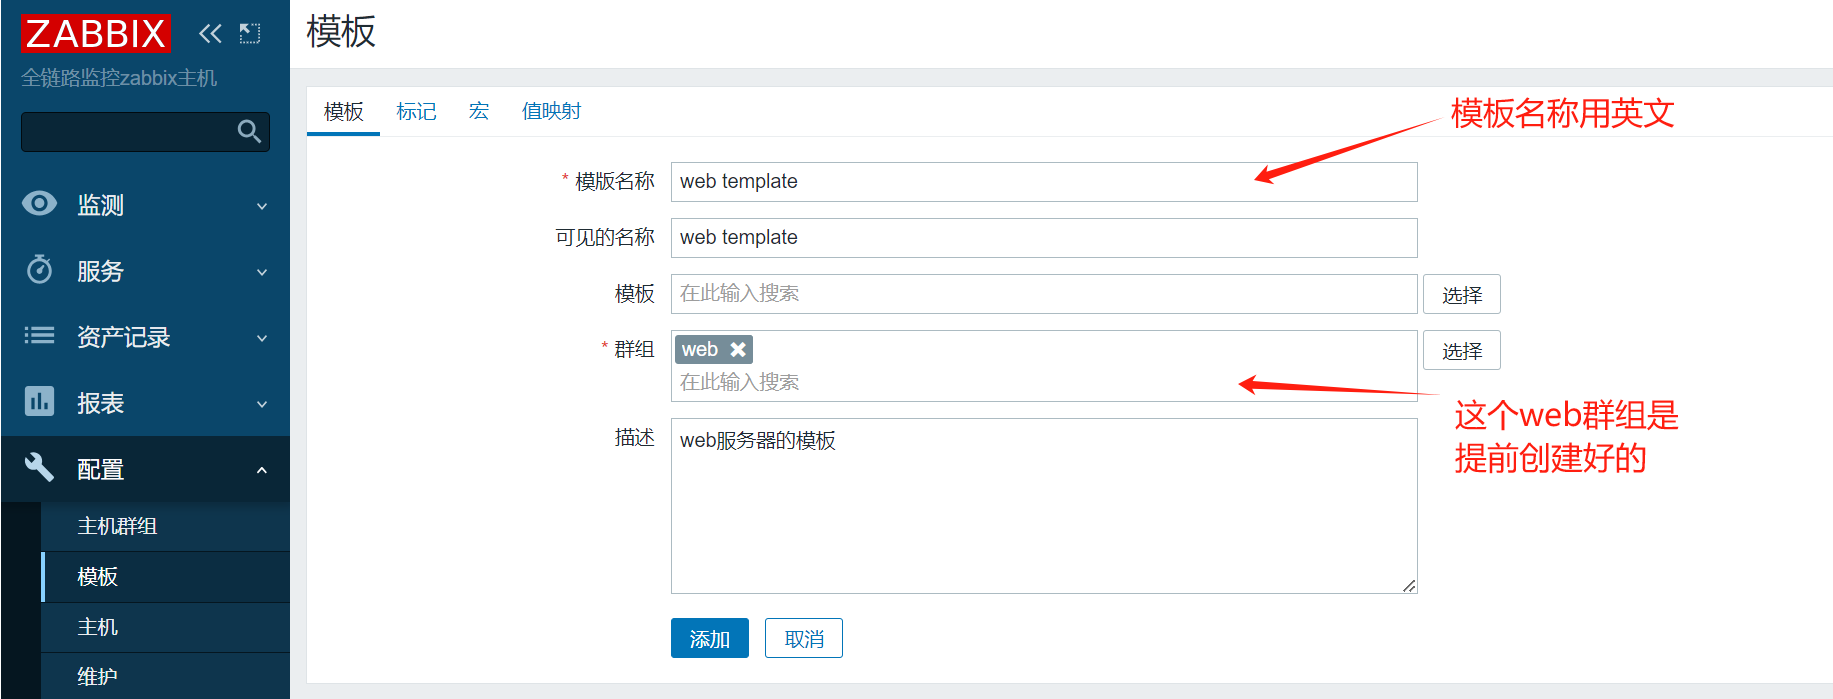 ZABBIX
全链路监控zabbix主机
监测
服务
资产记录
报表
配置
主机群组
模板
主机
维护
模板
模板 标记 宏 值映射
模板名称用英文
* 模版名称 web template
可见的名称 web template
模板 在此输入搜索 选择
* 群组 web 选择
在此输入搜索
这个web群组是
提前创建好的
描述 web服务器的模板
添加 取消